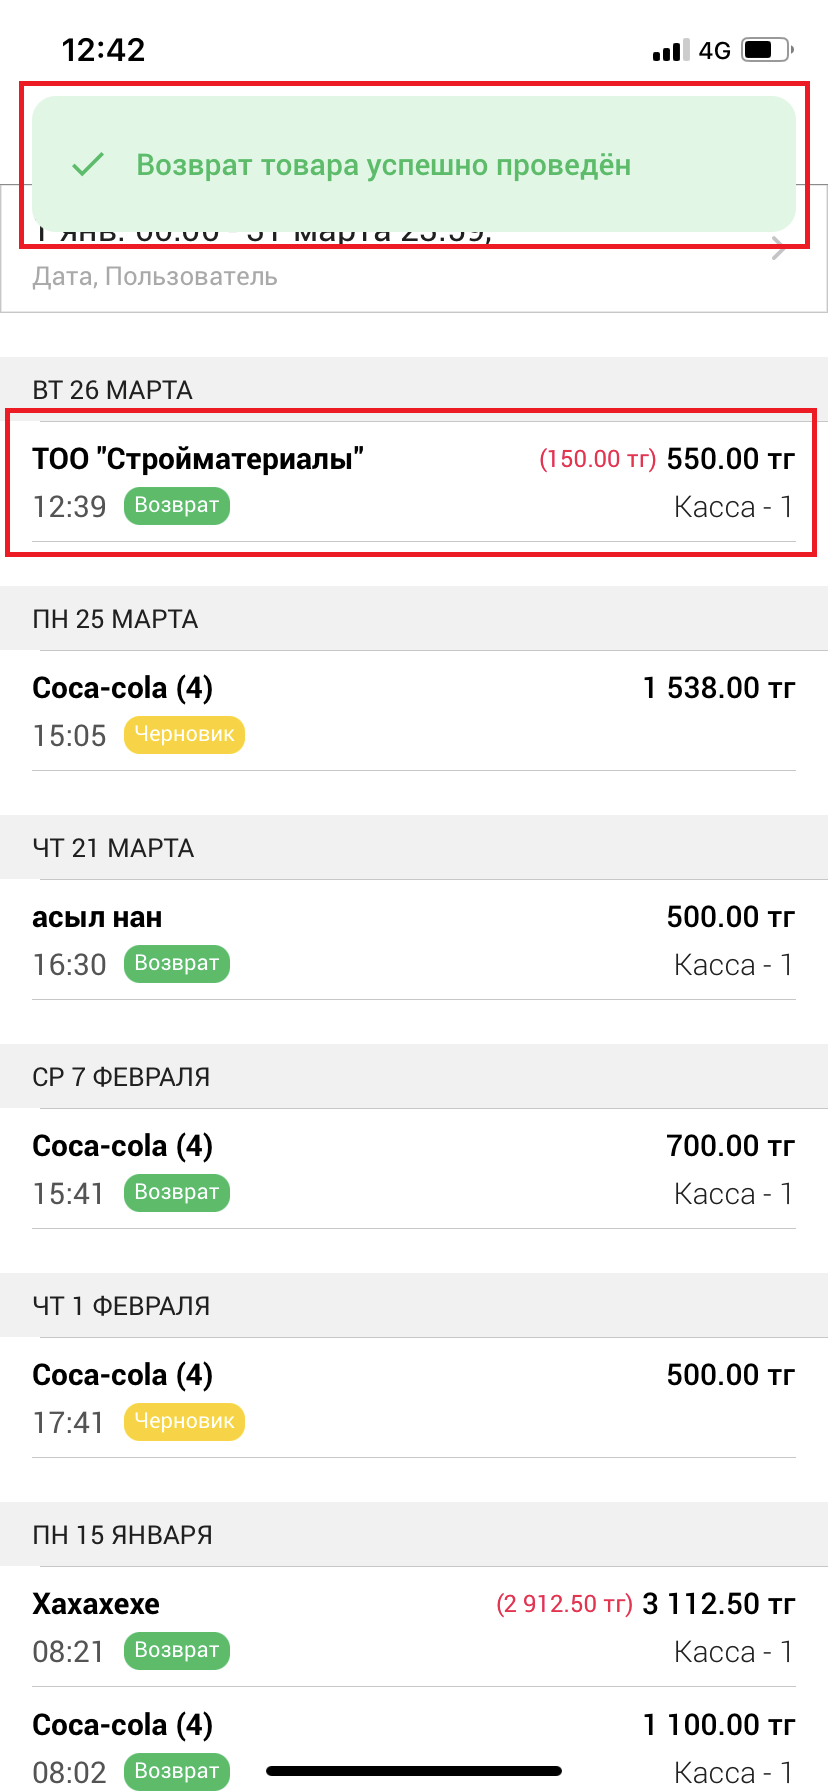 12:42
4G
Возврат товара успешно проведён
1 янв. 00:00 - 31 марта 23:59,
Дата, Пользователь
ВТ 26 МАРТА
ТОО "Стройматериалы" (150.00 тг) 550.00 тг
12:39 Возврат Касса - 1
ПН 25 МАРТА
Coca-cola (4) 1 538.00 тг
15:05 Черновик
ЧТ 21 МАРТА
асыл нан 500.00 тг
16:30 Возврат Касса - 1
СР 7 ФЕВРАЛЯ
Coca-cola (4) 700.00 тг
15:41 Возврат Касса - 1
ЧТ 1 ФЕВРАЛЯ
Coca-cola (4) 500.00 тг
17:41 Черновик
ПН 15 ЯНВАРЯ
Хахахехе (2 912.50 тг) 3 112.50 тг
08:21 Возврат Касса - 1
Coca-cola (4) 1 100.00 тг
08:02 Возврат Касса - 1